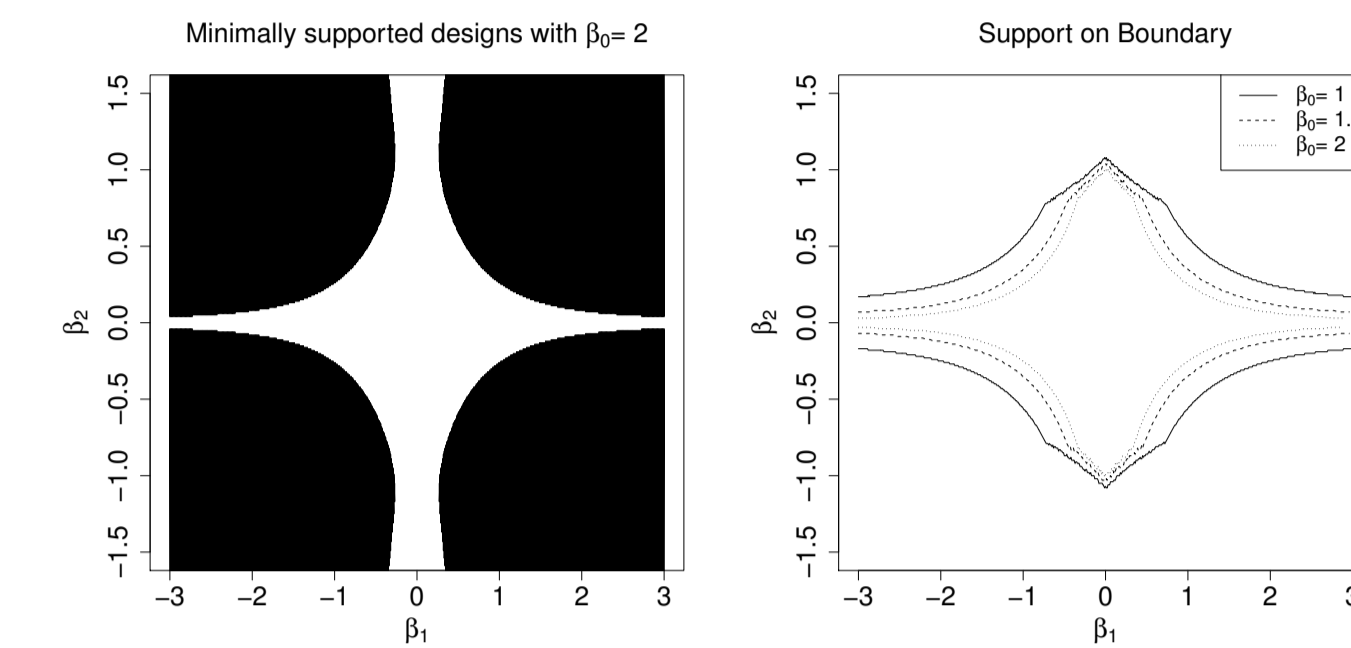 Minimally supported designs with β₀= 2
1.5
1.0
0.5
0.0
−0.5
−1.0
−1.5
β₂
−3 −2 −1 0 1 2 3
β₁
Support on Boundary
β₀= 1
β₀= 1.
β₀= 2
1.5
1.0
0.5
0.0
−0.5
−1.0
−1.5
β₂
−3 −2 −1 0 1 2 3
β₁